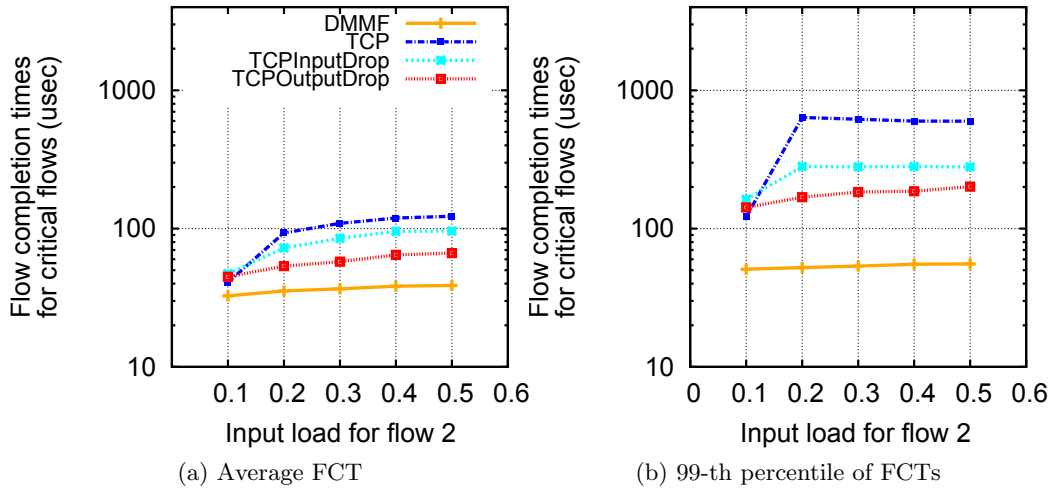 Flow completion times
for critical flows (usec)
1000
100
10
DMMF
TCP
TCPInputDrop
TCPOutputDrop
0.1 0.2 0.3 0.4 0.5 0.6
Input load for flow 2
(a) Average FCT
Flow completion times
for critical flows (usec)
1000
100
10
0 0.1 0.2 0.3 0.4 0.5 0.6
Input load for flow 2
(b) 99-th percentile of FCTs